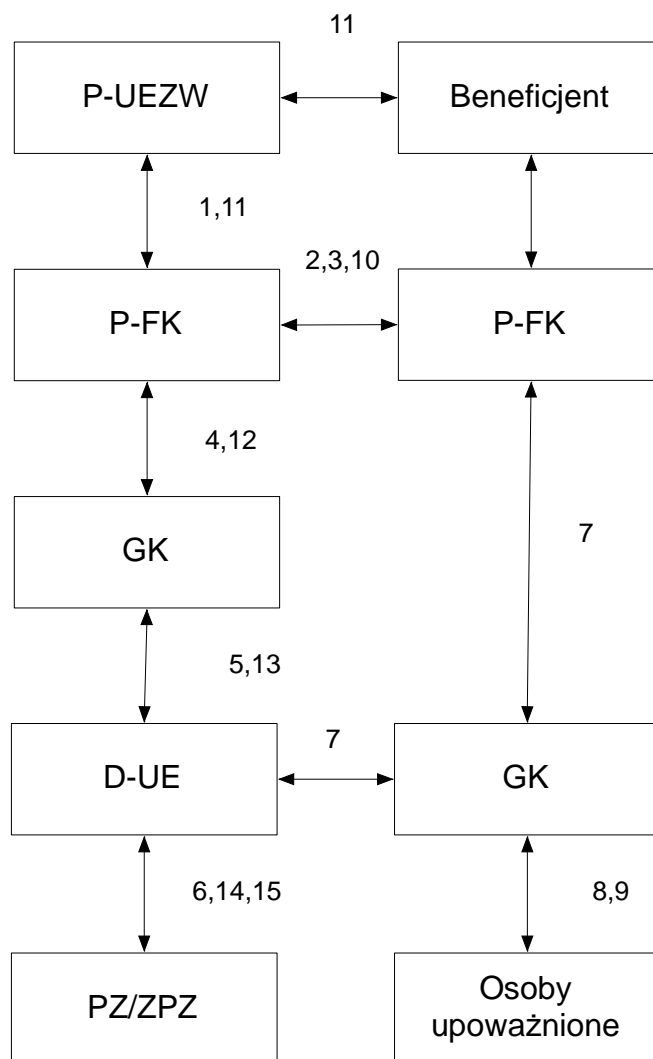 11
P-UEZW
Beneficjent
1,11
2,3,10
P-FK
P-FK
4,12
GK
7
5,13
7
D-UE
GK
6,14,15
8,9
PZ/ZPZ
Osoby
upoważnione